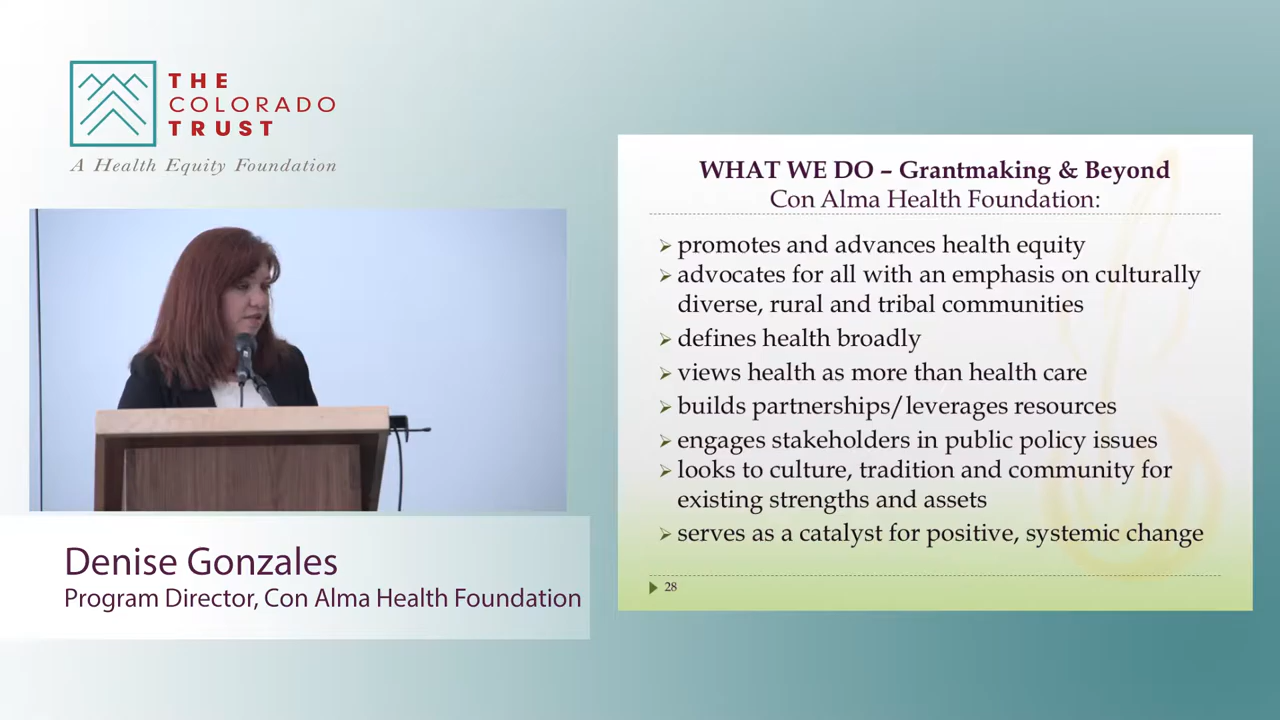 THE
COLORADO
TRUST
A Health Equity Foundation
Denise Gonzales
Program Director, Con Alma Health Foundation
WHAT WE DO – Grantmaking & Beyond
Con Alma Health Foundation:
promotes and advances health equity
advocates for all with an emphasis on culturally
diverse, rural and tribal communities
defines health broadly
views health as more than health care
builds partnerships/leverages resources
engages stakeholders in public policy issues
looks to culture, tradition and community for
existing strengths and assets
serves as a catalyst for positive, systemic change
28